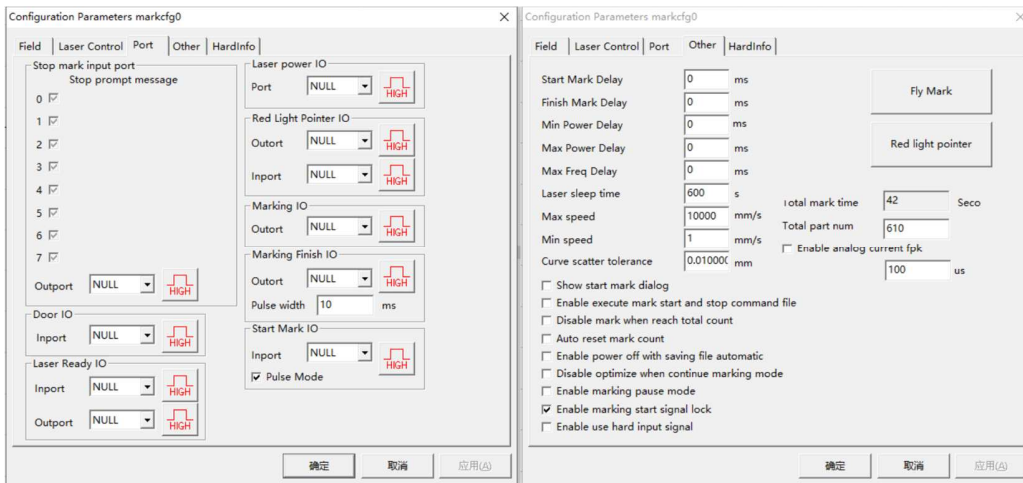 Configuration Parameters markcfg0
Field Laser Control Port Other HardInfo
Stop mark input port
Stop prompt message
0
1
2
3
4
5
6
7
Outport NULL HIGH
Door IO
Inport NULL HIGH
Laser Ready IO
Inport NULL HIGH
Outport NULL HIGH
Laser power IO
Port NULL HIGH
Red Light Pointer IO
Outort NULL HIGH
Inport NULL HIGH
Marking IO
Outort NULL HIGH
Marking Finish IO
Outort NULL HIGH
Pulse width 10 ms
Start Mark IO
Inport NULL HIGH
Pulse Mode
确定 取消 应用(A)
Configuration Parameters markcfg0
Field Laser Control Port Other HardInfo
Start Mark Delay 0 ms
Finish Mark Delay 0 ms
Min Power Delay 0 ms
Max Power Delay 0 ms
Max Freq Delay 0 ms
Laser sleep time 600 s
Max speed 10000 mm/s
Min speed 1 mm/s
Curve scatter tolerance 0.01000( mm
Fly Mark
Red light pointer
Total mark time 42 Seco
Total part num 610
Enable analog current fpk
100 us
Show start mark dialog
Enable execute mark start and stop command file
Disable mark when reach total count
Auto reset mark count
Enable power off with saving file automatic
Disable optimize when continue marking mode
Enable marking pause mode
Enable marking start signal lock
Enable use hard input signal
确定 取消 应用(A)